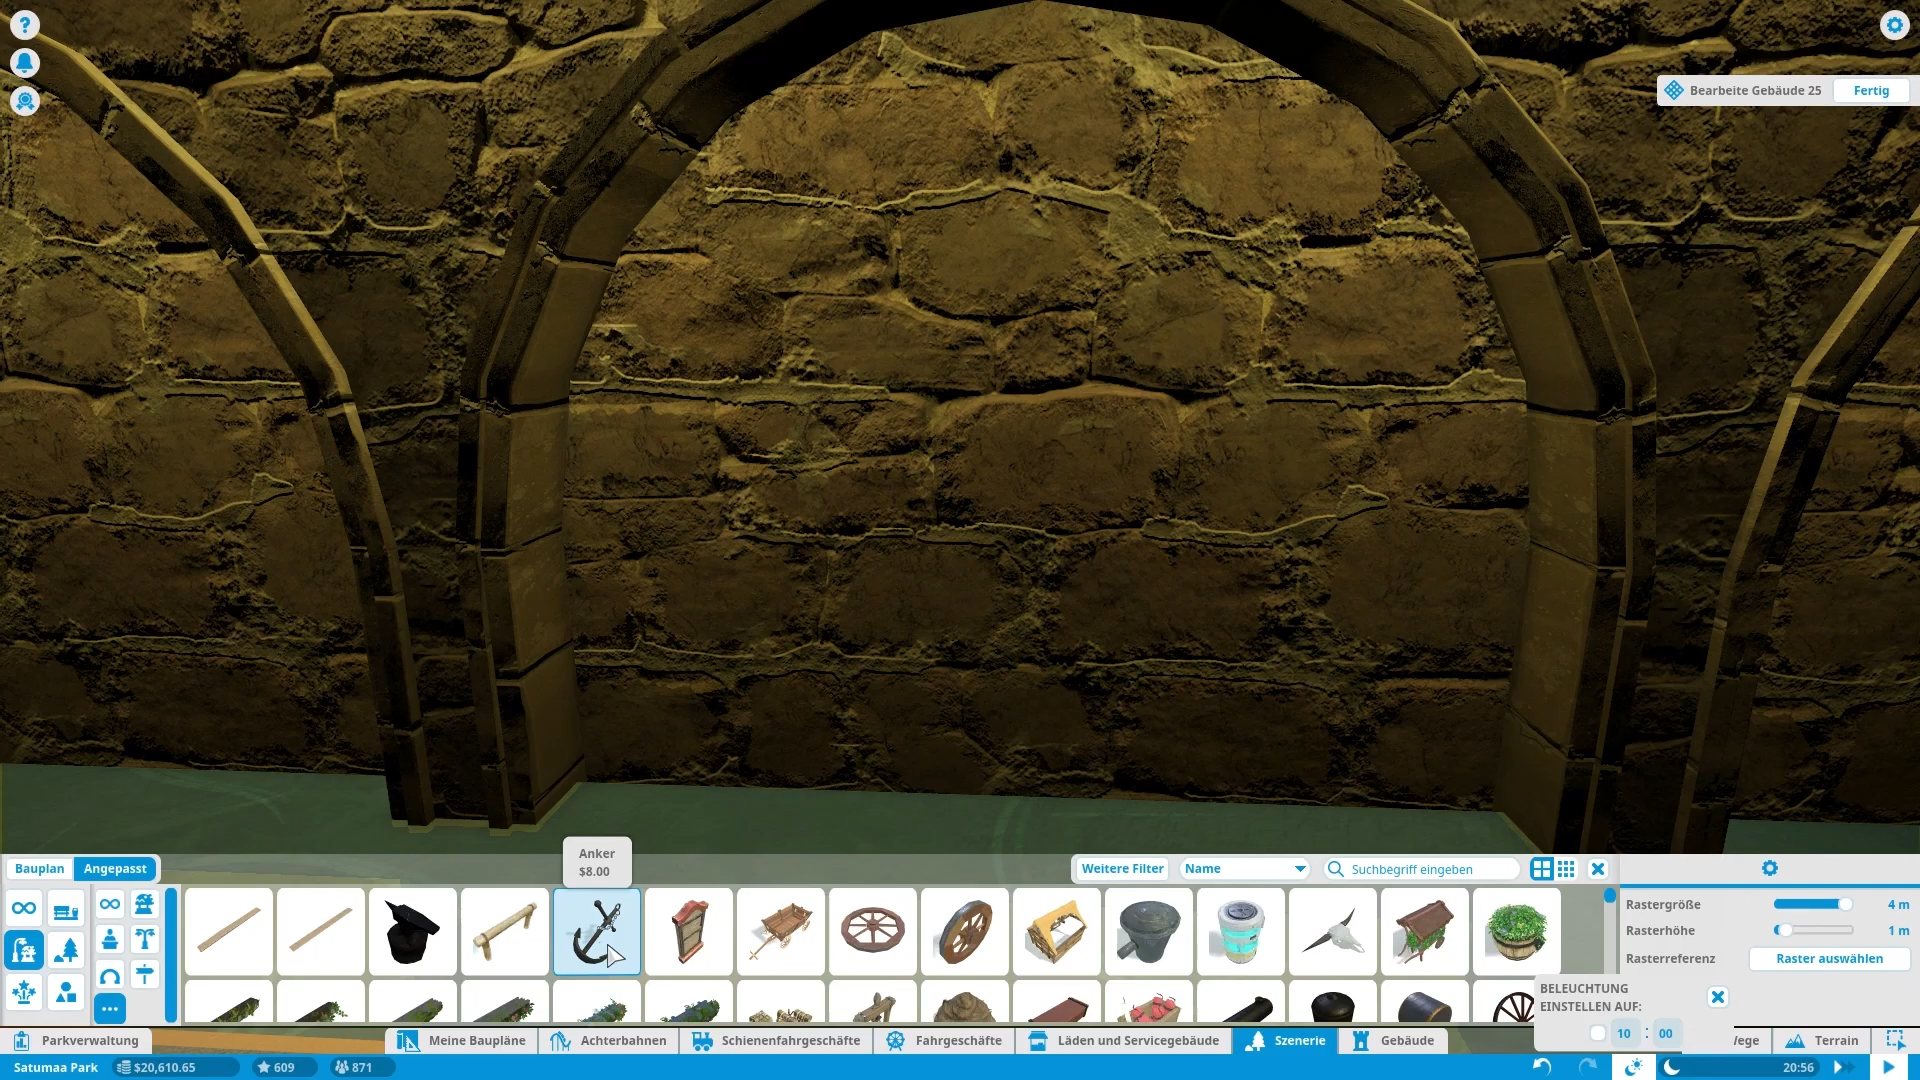 Bearbeite Gebäude 25 Fertig
Anker
$8.00
Bauplan Angepasst
Weitere Filter Name Suchbegriff eingeben
Rastergröße 4 m
Rasterhöhe 1 m
Rasterreferenz Raster auswählen
BELEUCHTUNG
EINSTELLEN AUF:
10 : 00
Parkverwaltung Meine Baupläne Achterbahnen Schienenfahrgeschäfte Fahrgeschäfte Läden und Servicegebäude Szenerie Gebäude Terrain
Satumaa Park $20,610.65 609 871 20:56